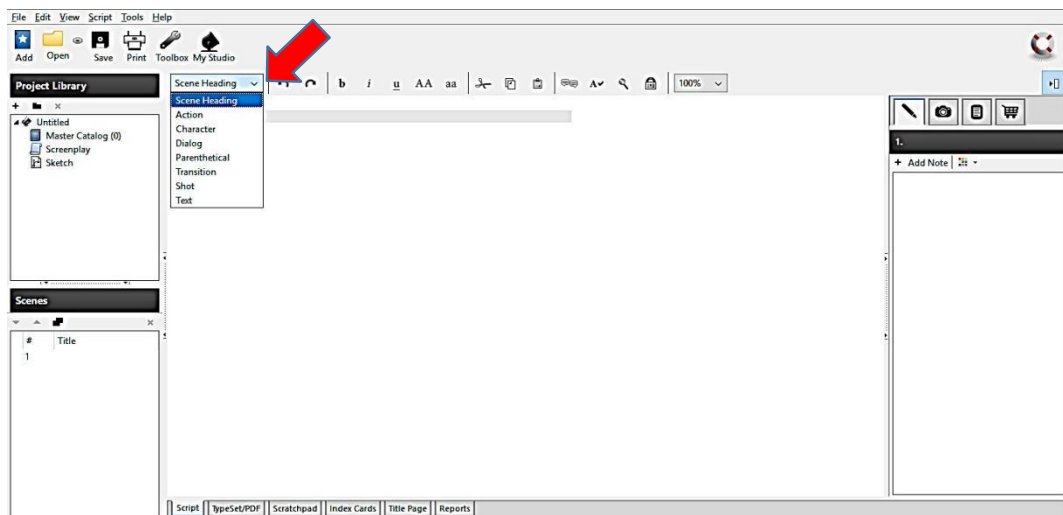 File Edit View Script Tools Help
Add Open Save Print Toolbox My Studio
Project Library
Scene Heading b i u AA aa 100%
Scene Heading
Action
Character
Dialog
Parenthetical
Transition
Shot
Text
Untitled
Master Catalog (0)
Screenplay
Sketch
1.
+ Add Note
Scenes
# Title
1
Script TypeSet/PDF Scratchpad Index Cards Title Page Reports